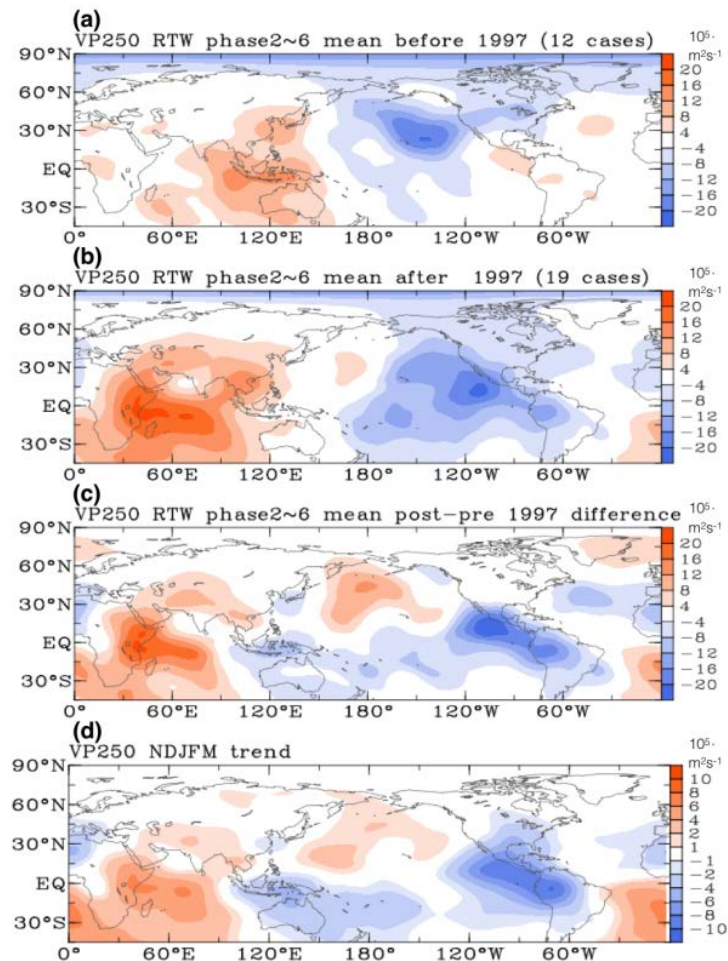 (a)
VP250 RTW phase2~6 mean before 1997 (12 cases)
10⁵·
m²s⁻¹
90°N
60°N
30°N
EQ
30°S
0°
60°E
120°E
180°
120°W
60°W
20
16
12
8
4
−4
−8
−12
−16
−20
(b)
VP250 RTW phase2~6 mean after 1997 (19 cases)
10⁵·
m²s⁻¹
90°N
60°N
30°N
EQ
30°S
0°
60°E
120°E
180°
120°W
60°W
20
16
12
8
4
−4
−8
−12
−16
−20
(c)
VP250 RTW phase2~6 mean post-pre 1997 difference
10⁵·
m²s⁻¹
90°N
60°N
30°N
EQ
30°S
0°
60°E
120°E
180°
120°W
60°W
20
16
12
8
4
−4
−8
−12
−16
−20
(d)
VP250 NDJFM trend
10⁵·
m²s⁻¹
90°N
60°N
30°N
EQ
30°S
0°
60°E
120°E
180°
120°W
60°W
10
8
6
4
2
1
−1
−2
−4
−6
−8
−10